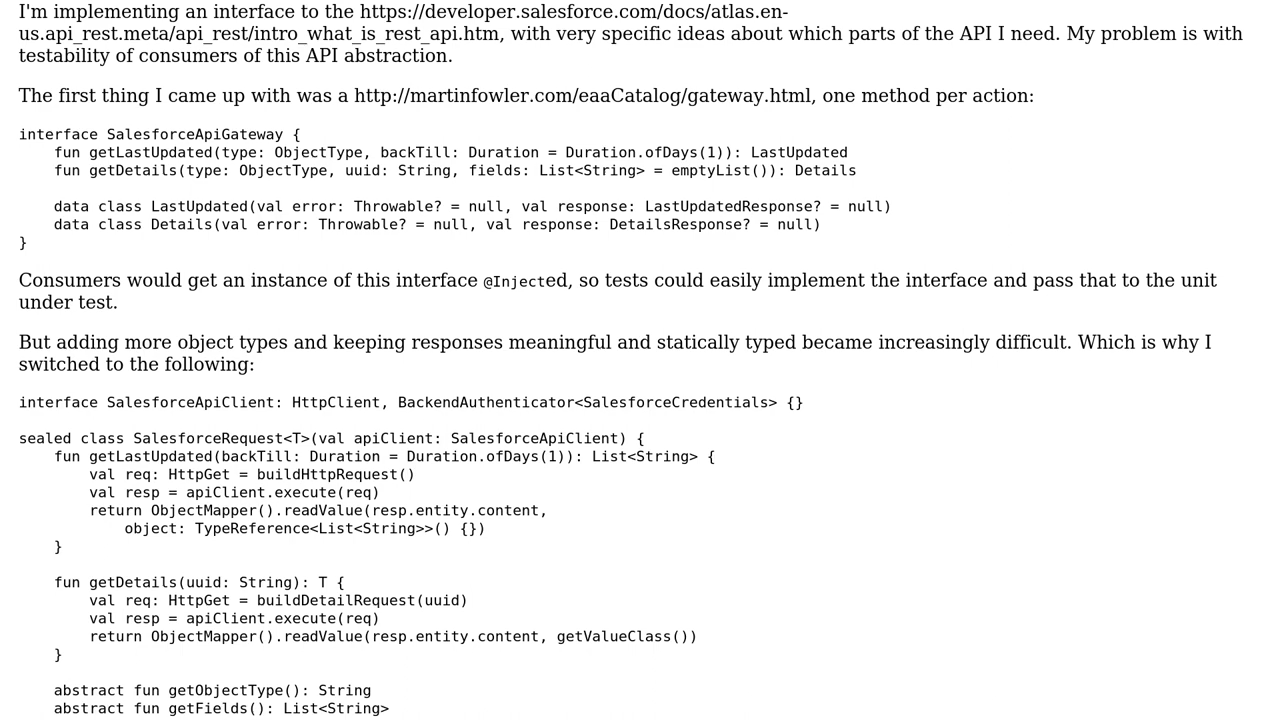 I'm implementing an interface to the https://developer.salesforce.com/docs/atlas.en-
us.api_rest.meta/api_rest/intro_what_is_rest_api.htm, with very specific ideas about which parts of the API I need. My problem is with
testability of consumers of this API abstraction.
The first thing I came up with was a http://martinfowler.com/eaaCatalog/gateway.html, one method per action:
interface SalesforceApiGateway {
    fun getLastUpdated(type: ObjectType, backTill: Duration = Duration.ofDays(1)): LastUpdated
    fun getDetails(type: ObjectType, uuid: String, fields: List<String> = emptyList()): Details
    data class LastUpdated(val error: Throwable? = null, val response: LastUpdatedResponse? = null)
    data class Details(val error: Throwable? = null, val response: DetailsResponse? = null)
}
Consumers would get an instance of this interface @Injected, so tests could easily implement the interface and pass that to the unit
under test.
But adding more object types and keeping responses meaningful and statically typed became increasingly difficult. Which is why I
switched to the following:
interface SalesforceApiClient: HttpClient, BackendAuthenticator<SalesforceCredentials> {}
sealed class SalesforceRequest<T>(val apiClient: SalesforceApiClient) {
    fun getLastUpdated(backTill: Duration = Duration.ofDays(1)): List<String> {
        val req: HttpGet = buildHttpRequest()
        val resp = apiClient.execute(req)
        return ObjectMapper().readValue(resp.entity.content,
            object: TypeReference<List<String>>() {})
    }
    fun getDetails(uuid: String): T {
        val req: HttpGet = buildDetailRequest(uuid)
        val resp = apiClient.execute(req)
        return ObjectMapper().readValue(resp.entity.content, getValueClass())
    }
    abstract fun getObjectType(): String
    abstract fun getFields(): List<String>